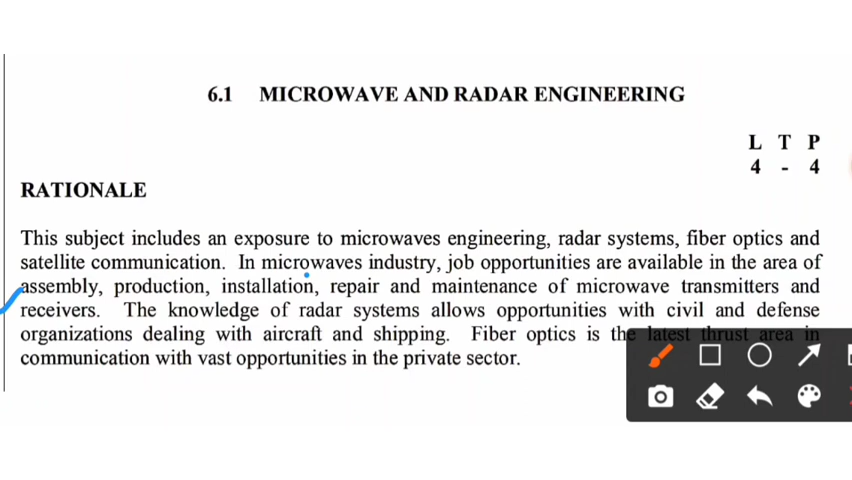 6.1 MICROWAVE AND RADAR ENGINEERING
L T P
4 - 4
RATIONALE
This subject includes an exposure to microwaves engineering, radar systems, fiber optics and
satellite communication. In microwaves industry, job opportunities are available in the area of
assembly, production, installation, repair and maintenance of microwave transmitters and
receivers. The knowledge of radar systems allows opportunities with civil and defense
organizations dealing with aircraft and shipping. Fiber optics is the latest thrust area in
communication with vast opportunities in the private sector.